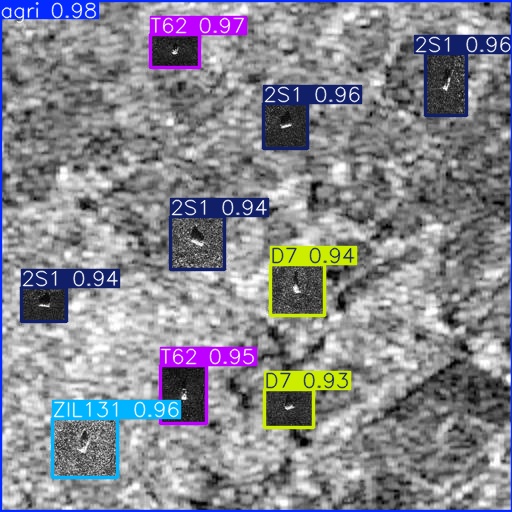 agri 0.98
T62 0.97
2S1 0.96
2S1 0.96
2S1 0.94
D7 0.94
2S1 0.94
T62 0.95
D7 0.93
ZIL131 0.96